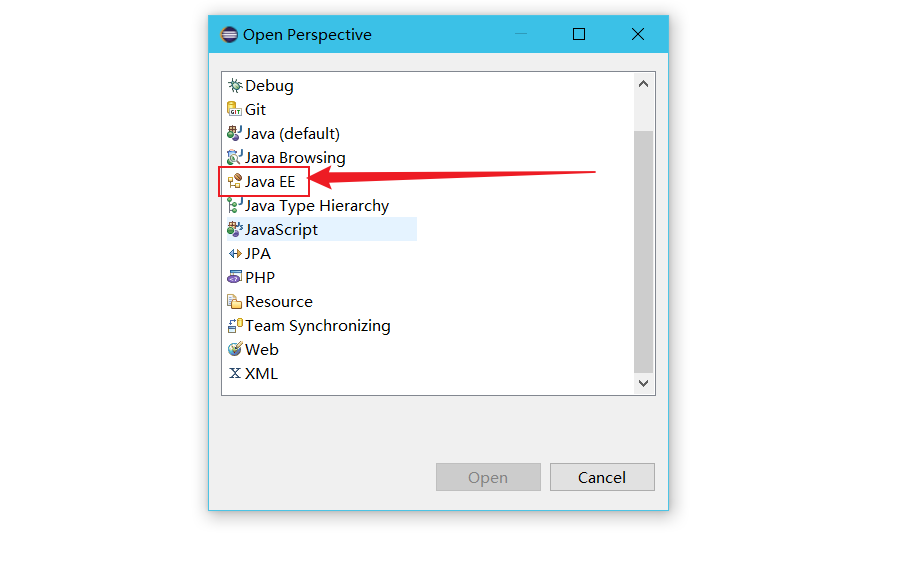 Open Perspective
Debug
Git
Java (default)
Java Browsing
Java EE
Java Type Hierarchy
JavaScript
JPA
PHP
Resource
Team Synchronizing
Web
XML
Open
Cancel